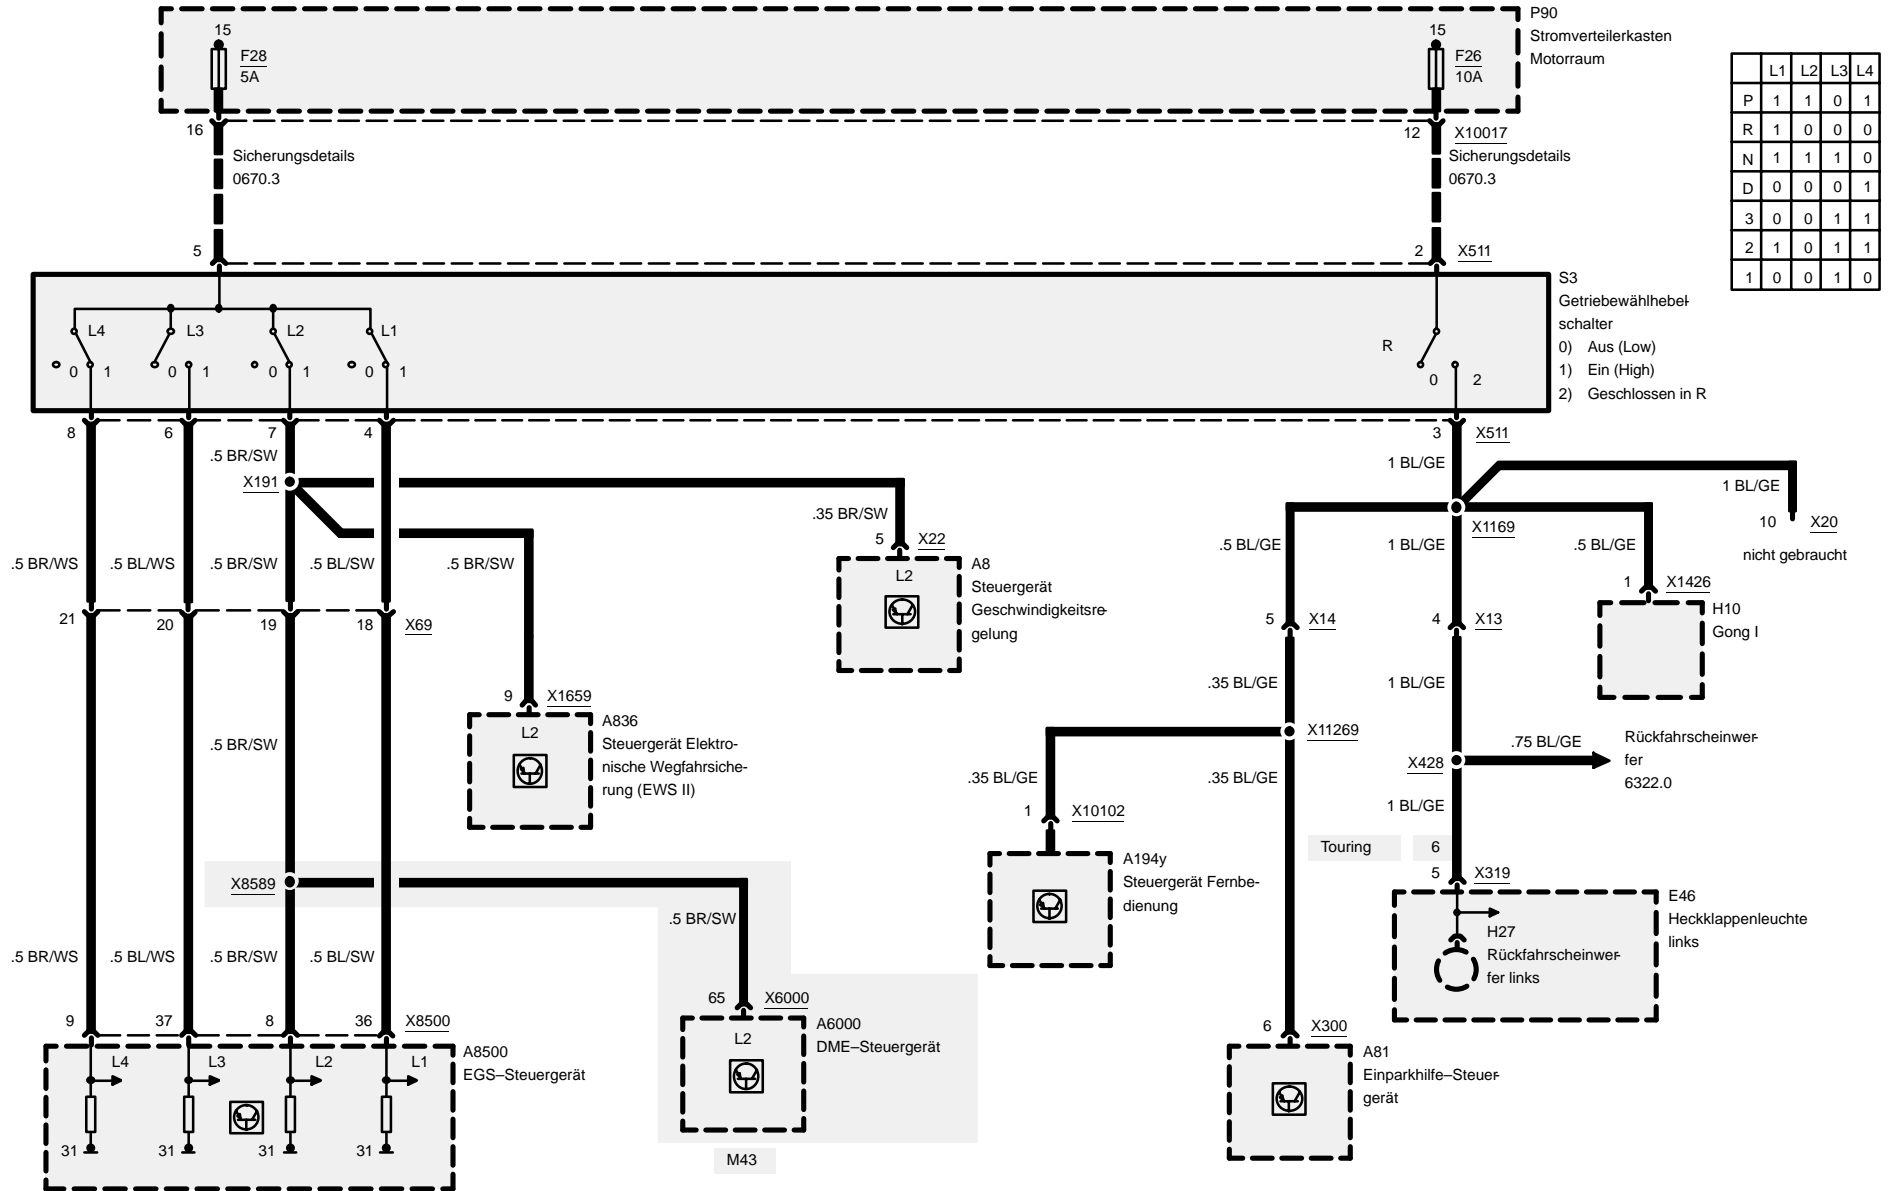 P90
Stromverteilerkasten
Motorraum
15
F28
5A
15
F26
10A
16
12
X10017
Sicherungsdetails
0670.3
Sicherungsdetails
0670.3
5
2
X511
L1 L2 L3 L4
P 1 1 0 1
R 1 0 0 0
N 1 1 1 0
D 0 0 0 1
3 0 0 1 1
2 1 0 1 1
1 0 0 1 0
S3
Getriebewählhebel-
schalter
0) Aus (Low)
1) Ein (High)
2) Geschlossen in R
L4
L3
L2
L1
R
0 1
0 1
0 1
0 1
0 2
8
6
7
4
3
X511
.5 BR/SW
1 BL/GE
X191
1 BL/GE
.35 BR/SW
10
X20
X1169
nicht gebraucht
5
X22
.5 BR/WS
.5 BL/WS
.5 BR/SW
.5 BL/SW
.5 BR/SW
.5 BL/GE
1 BL/GE
.5 BL/GE
L2
A8
Steuergerät
Geschwindigkeitsre-
gelung
1
X1426
H10
Gong I
21
20
19
18
X69
5
X14
4
X13
.35 BL/GE
1 BL/GE
9
X1659
L2
A836
Steuergerät Elektro-
nische Wegfahrsiche-
rung (EWS II)
.5 BR/SW
X11269
X428
.75 BL/GE
Rückfahrscheinwer-
fer
6322.0
.35 BL/GE
.35 BL/GE
1 BL/GE
1
X10102
Touring
6
5
X319
A194y
Steuergerät Fernbe-
dienung
X8589
.5 BR/SW
E46
Heckklappenleuchte
links
H27
Rückfahrscheinwer-
fer links
.5 BR/WS
.5 BL/WS
.5 BR/SW
.5 BL/SW
65
X6000
L2
A6000
DME–Steuergerät
9
37
8
36
X8500
6
X300
L4
L3
L2
L1
A8500
EGS–Steuergerät
A81
Einparkhilfe–Steuer-
gerät
31
31
31
31
M43